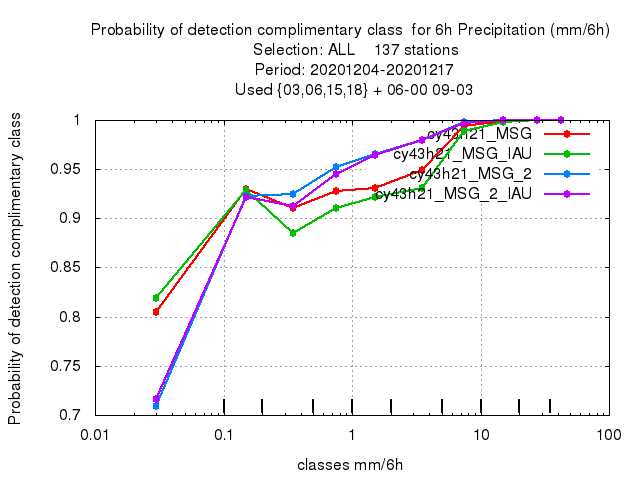 Probability of detection complimentary class  for 6h Precipitation (mm/6h)
Selection: ALL    137 stations
Period: 20201204-20201217
Used {03,06,15,18} + 06-00 09-03
Probability of detection complimentary class
1
0.95
0.9
0.85
0.8
0.75
0.7
cy43h21_MSG
cy43h21_MSG_IAU
cy43h21_MSG_2
cy43h21_MSG_2_IAU
0.01
0.1
1
10
100
classes mm/6h